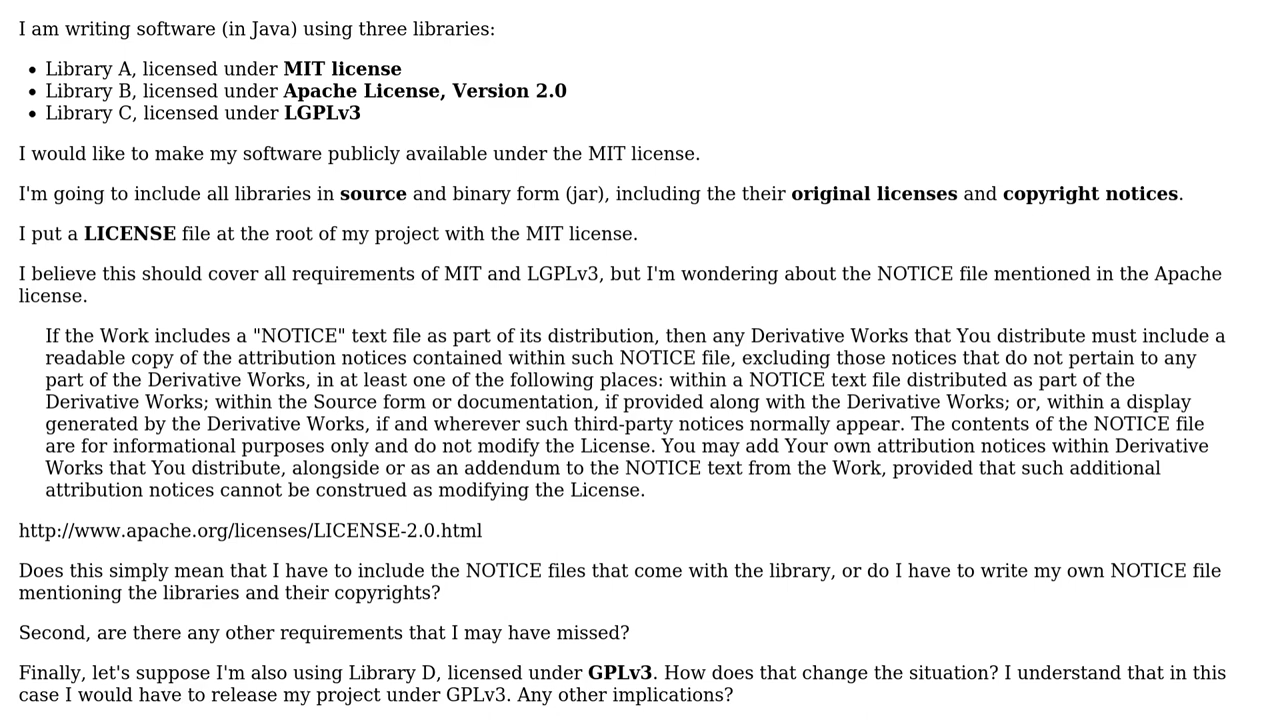 I am writing software (in Java) using three libraries:
• Library A, licensed under MIT license
• Library B, licensed under Apache License, Version 2.0
• Library C, licensed under LGPLv3
I would like to make my software publicly available under the MIT license.
I'm going to include all libraries in source and binary form (jar), including the their original licenses and copyright notices.
I put a LICENSE file at the root of my project with the MIT license.
I believe this should cover all requirements of MIT and LGPLv3, but I'm wondering about the NOTICE file mentioned in the Apache
license.
If the Work includes a "NOTICE" text file as part of its distribution, then any Derivative Works that You distribute must include a
readable copy of the attribution notices contained within such NOTICE file, excluding those notices that do not pertain to any
part of the Derivative Works, in at least one of the following places: within a NOTICE text file distributed as part of the
Derivative Works; within the Source form or documentation, if provided along with the Derivative Works; or, within a display
generated by the Derivative Works, if and wherever such third-party notices normally appear. The contents of the NOTICE file
are for informational purposes only and do not modify the License. You may add Your own attribution notices within Derivative
Works that You distribute, alongside or as an addendum to the NOTICE text from the Work, provided that such additional
attribution notices cannot be construed as modifying the License.
http://www.apache.org/licenses/LICENSE-2.0.html
Does this simply mean that I have to include the NOTICE files that come with the library, or do I have to write my own NOTICE file
mentioning the libraries and their copyrights?
Second, are there any other requirements that I may have missed?
Finally, let's suppose I'm also using Library D, licensed under GPLv3. How does that change the situation? I understand that in this
case I would have to release my project under GPLv3. Any other implications?